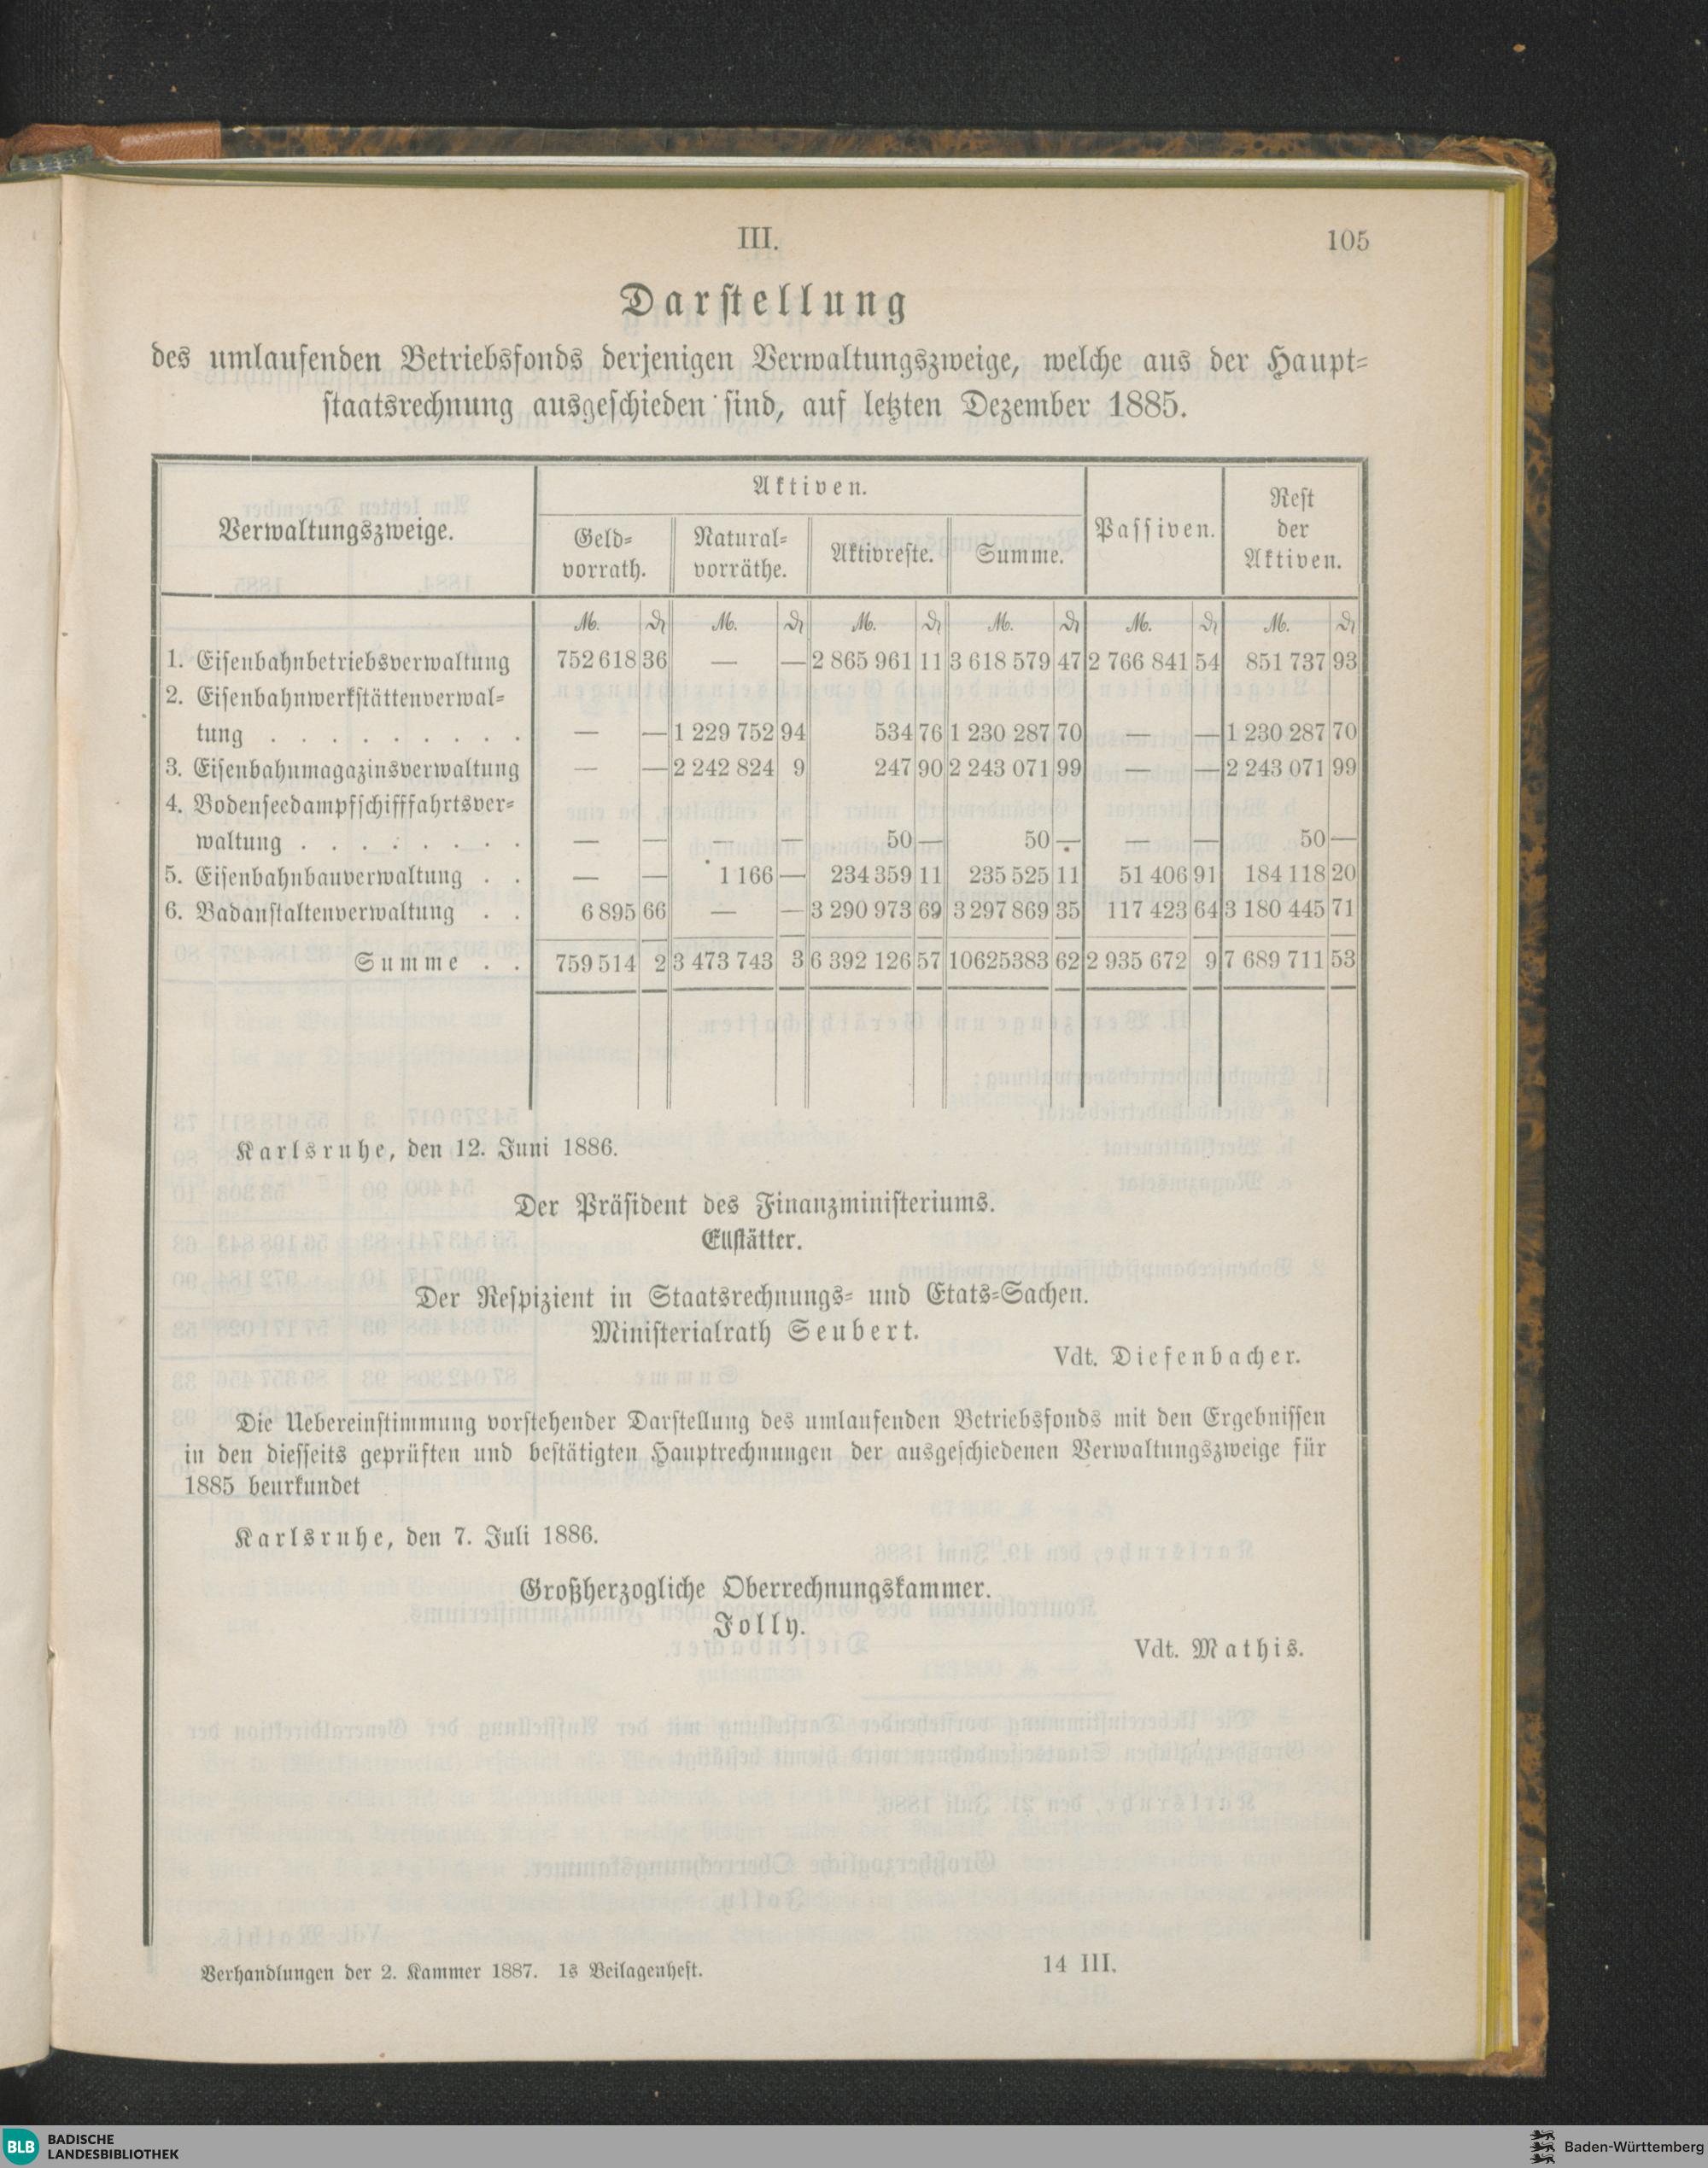 III.
105
Darstellung
des umlaufenden Betriebsfonds derjenigen Verwaltungszweige, welche aus der Haupt-
staatsrechnung ausgeschieden sind, auf letzten Dezember 1885.
Verwaltungszweige. Aktiven. Passiven. Rest der Aktiven.
Geld-vorrath. Natural-vorräthe. Aktivreste. Summe.
M. ₰ M. ₰ M. ₰ M. ₰ M. ₰ M. ₰
1. Eisenbahnbetriebsverwaltung 752 618 36 — — 2 865 961 11 3 618 579 47 2 766 841 54 851 737 93
2. Eisenbahnwerkstättenverwal-
tung . . . . . . . . . — — 1 229 752 94 534 76 1 230 287 70 — — 1 230 287 70
3. Eisenbahnmagazinsverwaltung — — 2 242 824 9 247 90 2 243 071 99 — — 2 243 071 99
4. Bodenseedampfschifffahrtsver-
waltung . . . . . . . . — — — — 50 — 50 — — — 50 —
5. Eisenbahnbauverwaltung . . — — 1 166 — 234 359 11 235 525 11 51 406 91 184 118 20
6. Badanstaltenverwaltung . . 6 895 66 — — 3 290 973 69 3 297 869 35 117 423 64 3 180 445 71
Summe . . 759 514 2 3 473 743 3 6 392 126 57 10625383 62 2 935 672 9 7 689 711 53
Karlsruhe, den 12. Juni 1886.
Der Präsident des Finanzministeriums.
Ellstätter.
Der Respizient in Staatsrechnungs- und Etats-Sachen.
Ministerialrath Seubert.
Vdt. Diefenbacher.
Die Uebereinstimmung vorstehender Darstellung des umlaufenden Betriebsfonds mit den Ergebnissen
in den diesseits geprüften und bestätigten Hauptrechnungen der ausgeschiedenen Verwaltungszweige für
1885 beurkundet
Karlsruhe, den 7. Juli 1886.
Großherzogliche Oberrechnungskammer.
Jolly.
Vdt. Mathis.
Verhandlungen der 2. Kammer 1887. 1s Beilagenheft.
14 III.
BLB BADISCHE
LANDESBIBLIOTHEK
Baden-Württemberg